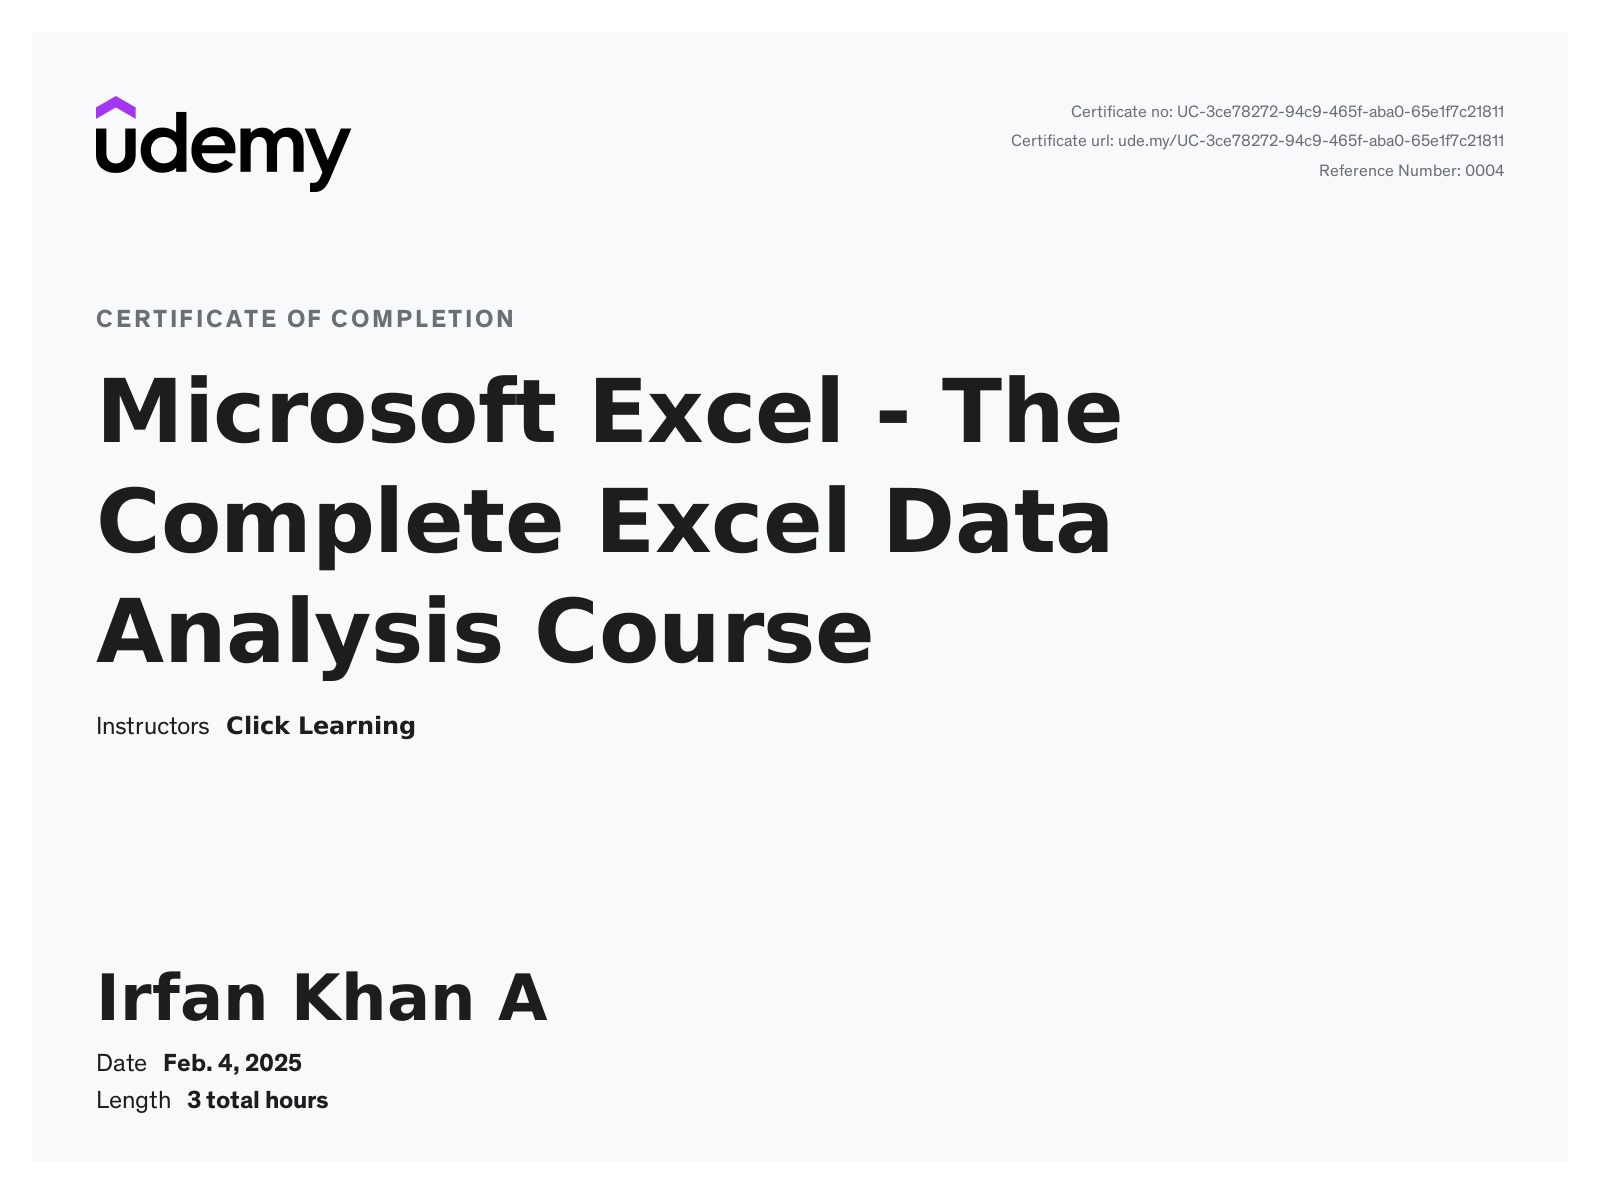 udemy
Certificate no: UC-3ce78272-94c9-465f-aba0-65e1f7c21811
Certificate url: ude.my/UC-3ce78272-94c9-465f-aba0-65e1f7c21811
Reference Number: 0004
CERTIFICATE OF COMPLETION
Microsoft Excel - The
Complete Excel Data
Analysis Course
Instructors Click Learning
Irfan Khan A
Date Feb. 4, 2025
Length 3 total hours